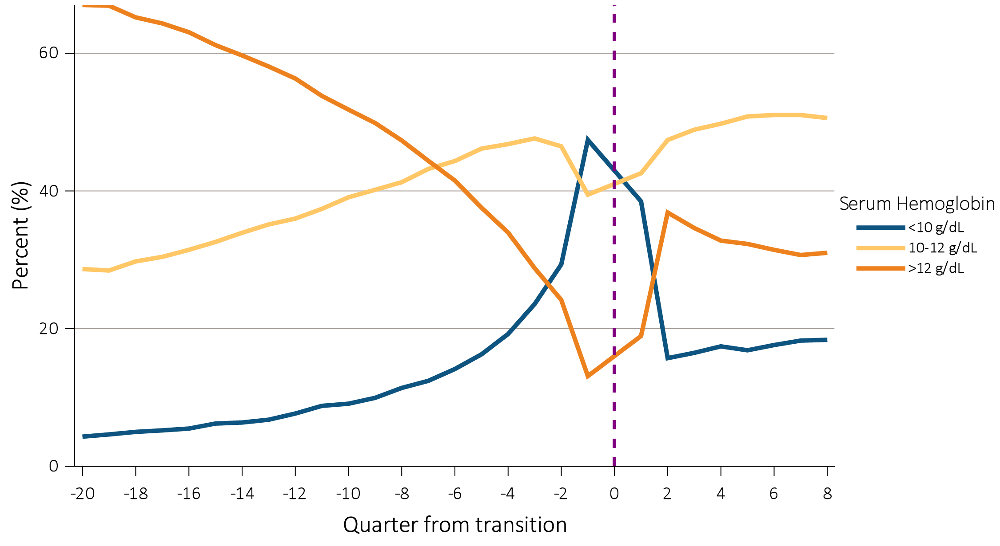 60
40
20
0
Percent (%)
-20 -18 -16 -14 -12 -10 -8 -6 -4 -2 0 2 4 6 8
Quarter from transition
Serum Hemoglobin
<10 g/dL
10-12 g/dL
>12 g/dL